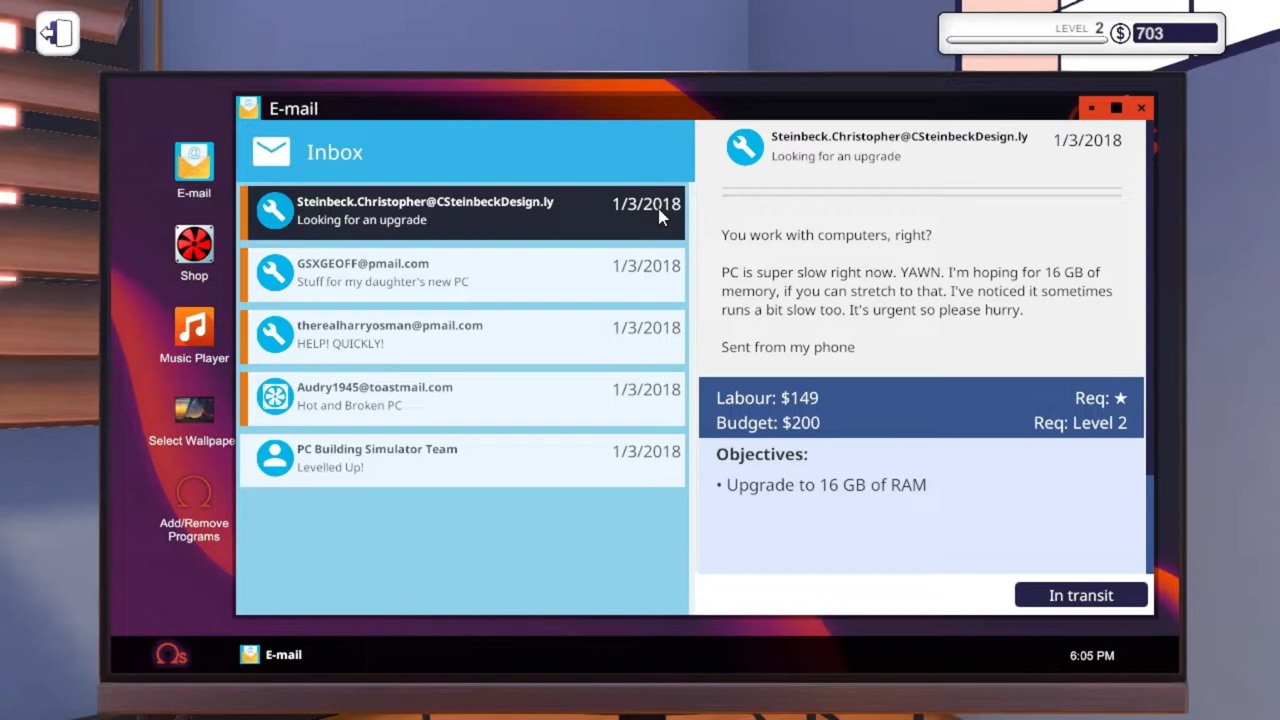 LEVEL 2 $ 703
E-mail
Inbox
Steinbeck.Christopher@CSteinbeckDesign.ly 1/3/2018
Looking for an upgrade
GSXGEOFF@pmail.com 1/3/2018
Stuff for my daughter's new PC
therealharryosman@pmail.com 1/3/2018
HELP! QUICKLY!
Audry1945@toastmail.com 1/3/2018
Hot and Broken PC
PC Building Simulator Team 1/3/2018
Levelled Up!
Steinbeck.Christopher@CSteinbeckDesign.ly 1/3/2018
Looking for an upgrade
You work with computers, right?
PC is super slow right now. YAWN. I'm hoping for 16 GB of
memory, if you can stretch to that. I've noticed it sometimes
runs a bit slow too. It's urgent so please hurry.
Sent from my phone
Labour: $149 Req: ★
Budget: $200 Req: Level 2
Objectives:
• Upgrade to 16 GB of RAM
In transit
E-mail
Shop
Music Player
Select Wallpape
Add/Remove
Programs
Ωs
E-mail
6:05 PM